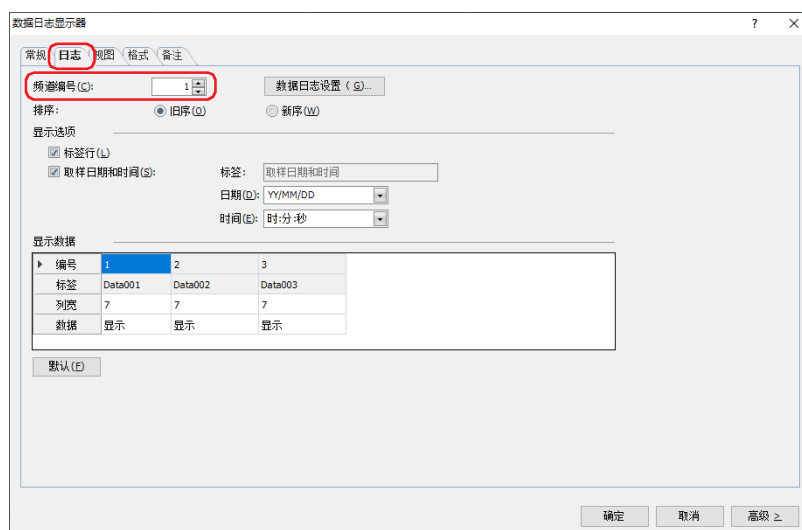 数据日志显示器 ? ×
常规 日志 视图 格式 备注
频道编号(C): 1 数据日志设置(G)...
排序: 旧序(O) 新序(W)
显示选项
标签行(L)
取样日期和时间(S): 标签: 取样日期和时间
日期(D): YY/MM/DD
时间(E): 时:分:秒
显示数据
编号 1 2 3
标签 Data001 Data002 Data003
列宽 7 7 7
数据 显示 显示 显示
默认(F)
确定 取消 高级 >